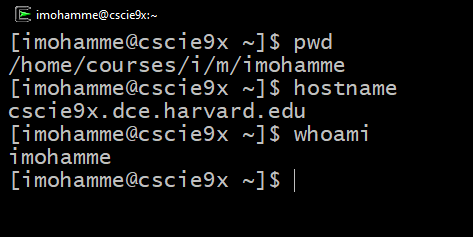 imohamme@cscie9x:~
[imohamme@cscie9x ~]$ pwd
/home/courses/i/m/imohamme
[imohamme@cscie9x ~]$ hostname
cscie9x.dce.harvard.edu
[imohamme@cscie9x ~]$ whoami
imohamme
[imohamme@cscie9x ~]$